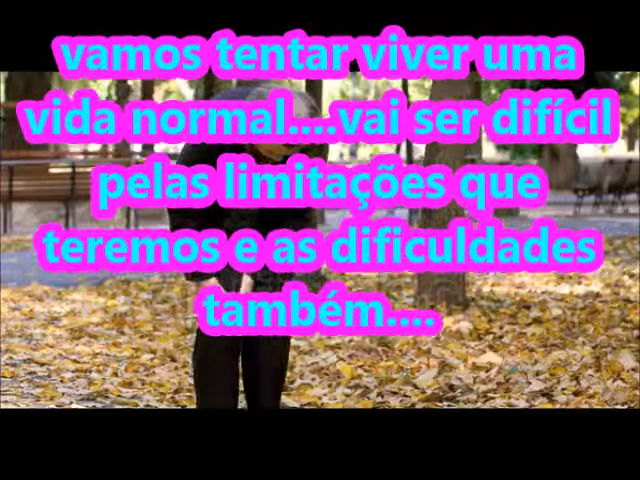 vamos tentar viver uma
vida normal....vai ser difícil
pelas limitações que
teremos e as dificuldades
também....